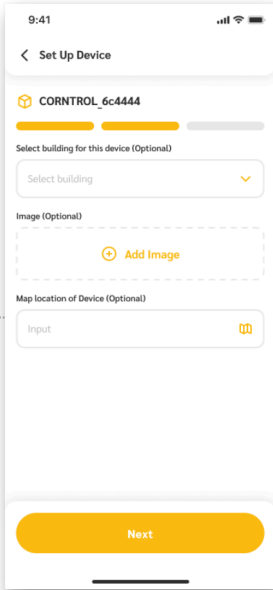 9:41
Set Up Device
CORNTROL_6c4444
Select building for this device (Optional)
Select building
Image (Optional)
Add Image
Map location of Device (Optional)
Input
Next